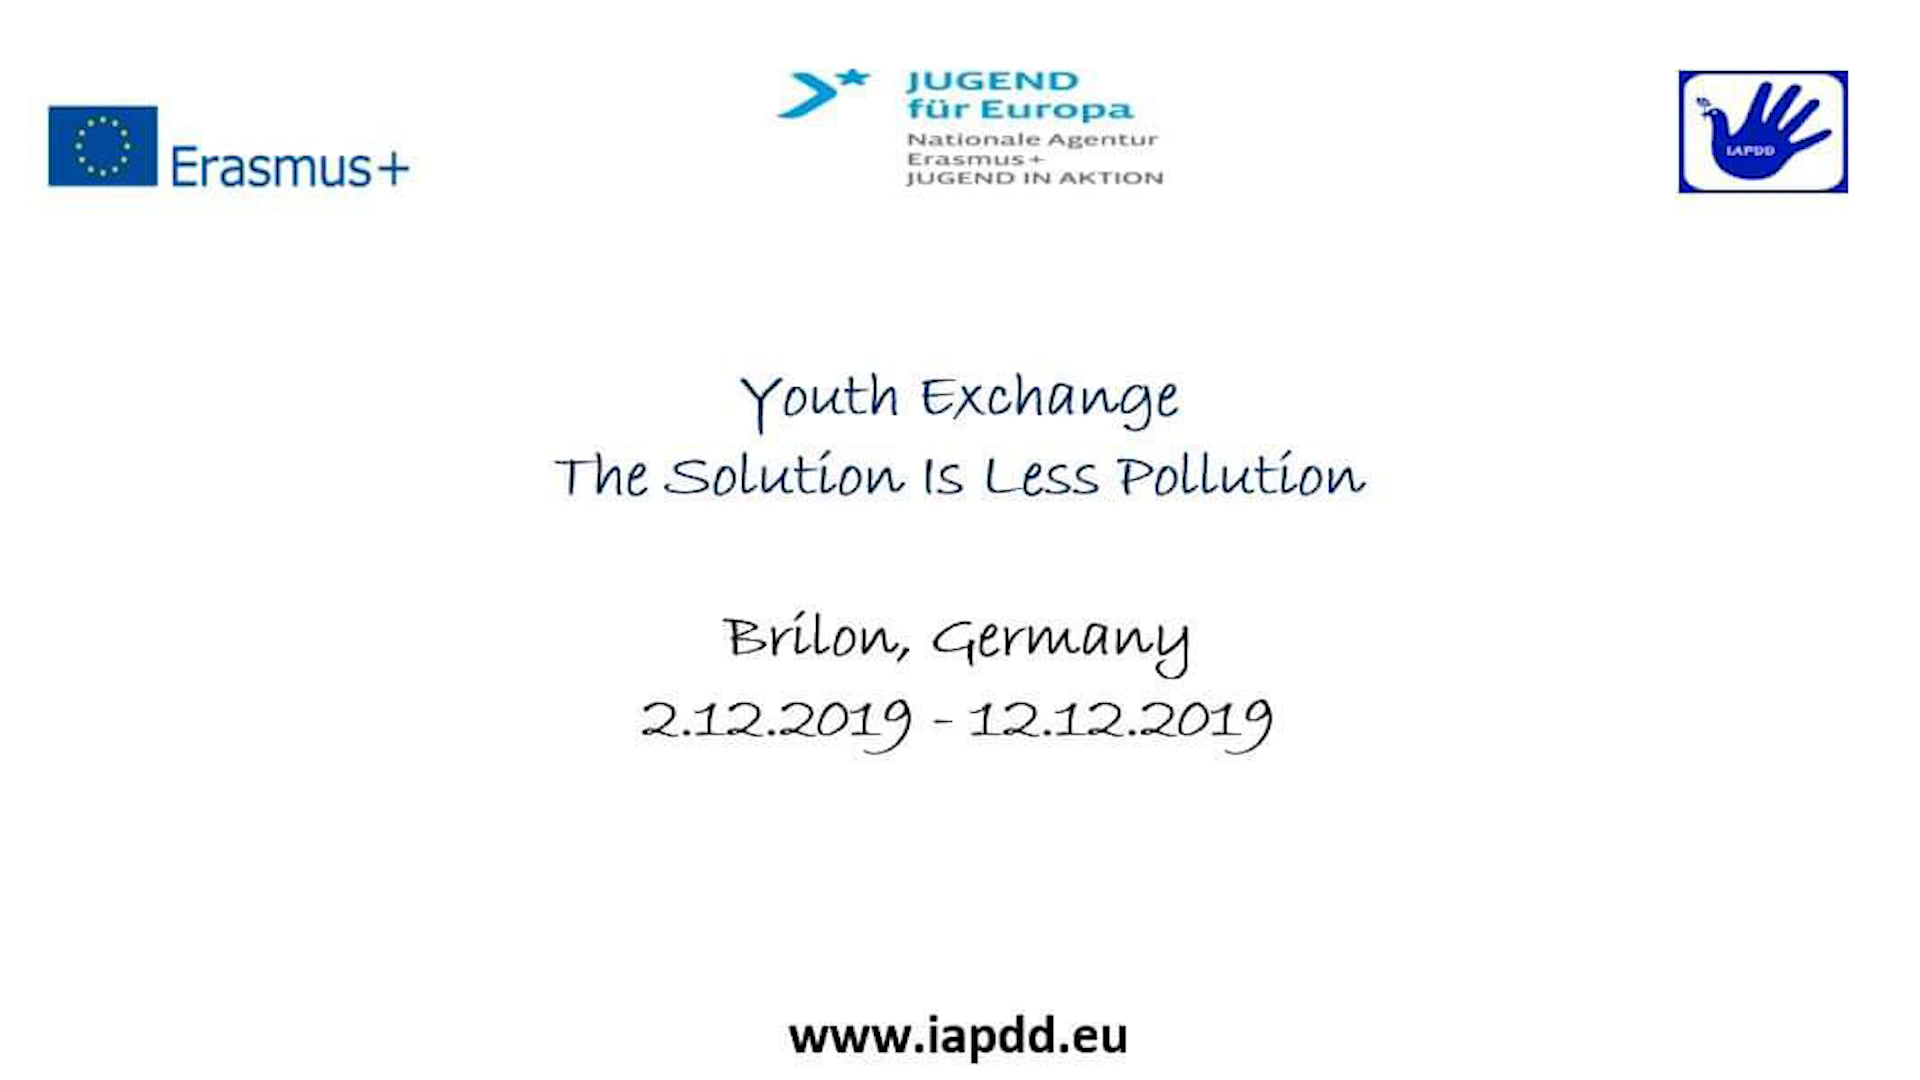 Erasmus+
JUGEND
für Europa
Nationale Agentur
Erasmus+
JUGEND IN AKTION
IAPDD
Youth Exchange
The Solution Is Less Pollution
Brilon, Germany
2.12.2019 - 12.12.2019
www.iapdd.eu